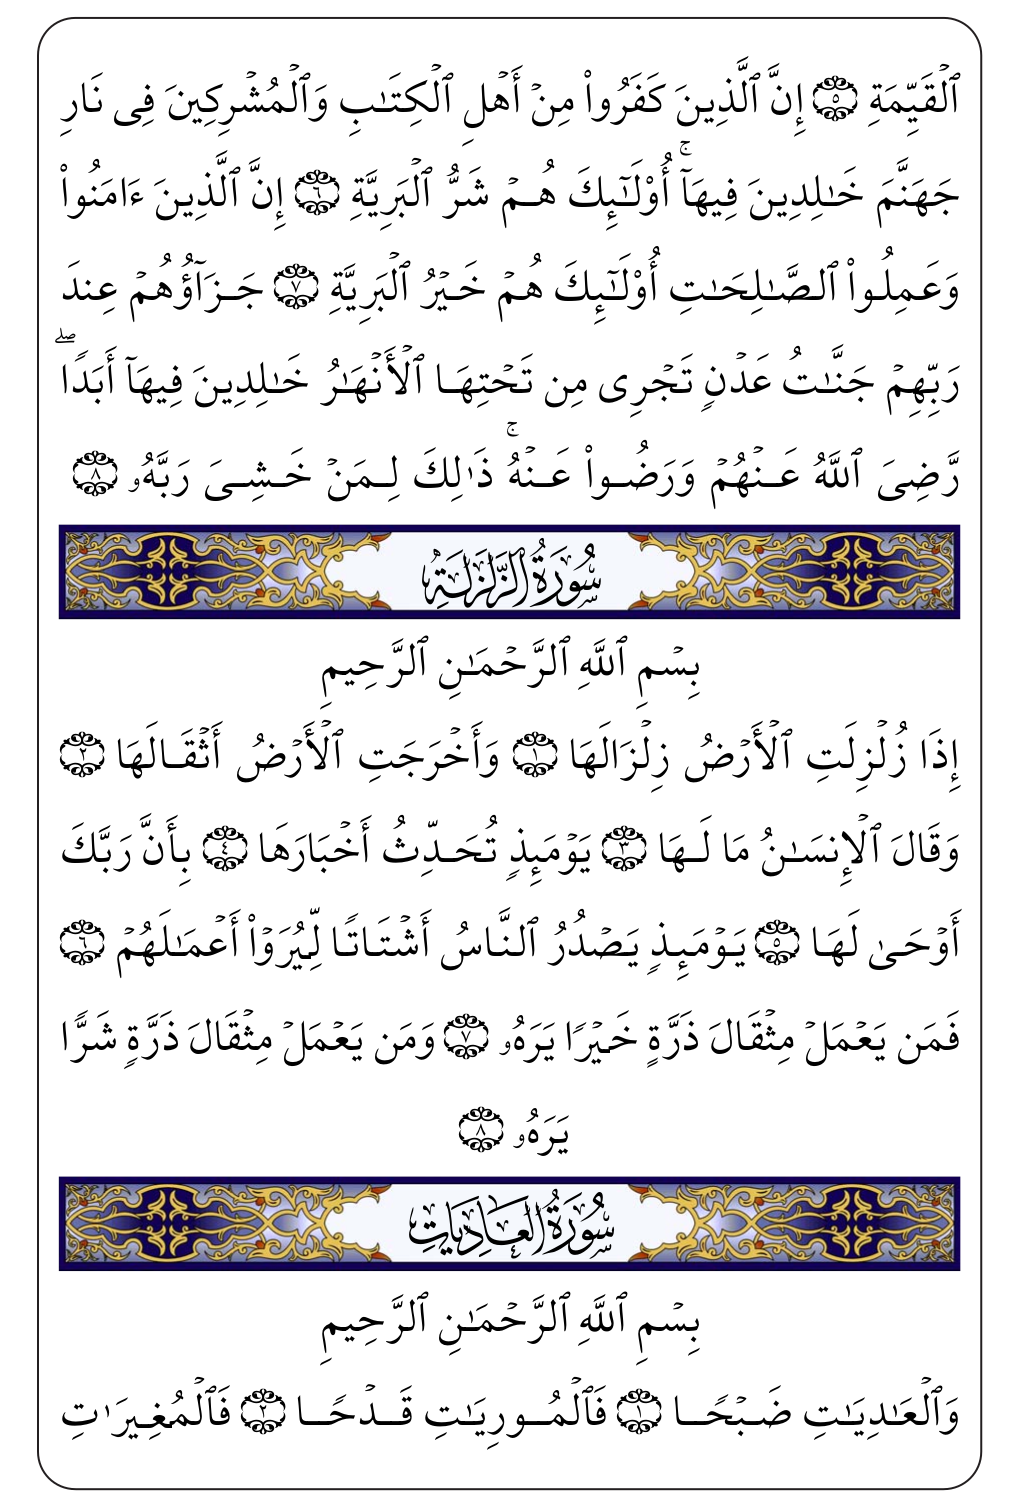 ٱلْقَيِّمَةِ ۝٥ إِنَّ ٱلَّذِينَ كَفَرُوا۟ مِنْ أَهْلِ ٱلْكِتَـٰبِ وَٱلْمُشْرِكِينَ فِى نَارِ
جَهَنَّمَ خَـٰلِدِينَ فِيهَآ ۚ أُو۟لَـٰٓئِكَ هُمْ شَرُّ ٱلْبَرِيَّةِ ۝٦ إِنَّ ٱلَّذِينَ ءَامَنُوا۟
وَعَمِلُوا۟ ٱلصَّـٰلِحَـٰتِ أُو۟لَـٰٓئِكَ هُمْ خَيْرُ ٱلْبَرِيَّةِ ۝٧ جَزَآؤُهُمْ عِندَ
رَبِّهِمْ جَنَّـٰتُ عَدْنٍ تَجْرِى مِن تَحْتِهَا ٱلْأَنْهَـٰرُ خَـٰلِدِينَ فِيهَآ أَبَدًا ۖ
رَّضِىَ ٱللَّهُ عَنْهُمْ وَرَضُوا۟ عَنْهُ ۚ ذَٰلِكَ لِمَنْ خَشِىَ رَبَّهُۥ ۝٨
سُورَةُ الزَّلْزَلَةِ
بِسْمِ ٱللَّهِ ٱلرَّحْمَـٰنِ ٱلرَّحِيمِ
إِذَا زُلْزِلَتِ ٱلْأَرْضُ زِلْزَالَهَا ۝١ وَأَخْرَجَتِ ٱلْأَرْضُ أَثْقَالَهَا ۝٢
وَقَالَ ٱلْإِنسَـٰنُ مَا لَهَا ۝٣ يَوْمَئِذٍ تُحَدِّثُ أَخْبَارَهَا ۝٤ بِأَنَّ رَبَّكَ
أَوْحَىٰ لَهَا ۝٥ يَوْمَئِذٍ يَصْدُرُ ٱلنَّاسُ أَشْتَاتًا لِّيُرَوْا۟ أَعْمَـٰلَهُمْ ۝٦
فَمَن يَعْمَلْ مِثْقَالَ ذَرَّةٍ خَيْرًا يَرَهُۥ ۝٧ وَمَن يَعْمَلْ مِثْقَالَ ذَرَّةٍ شَرًّا
يَرَهُۥ ۝٨
سُورَةُ العَادِيَاتِ
بِسْمِ ٱللَّهِ ٱلرَّحْمَـٰنِ ٱلرَّحِيمِ
وَٱلْعَـٰدِيَـٰتِ ضَبْحًا ۝١ فَٱلْمُورِيَـٰتِ قَدْحًا ۝٢ فَٱلْمُغِيرَٰتِ